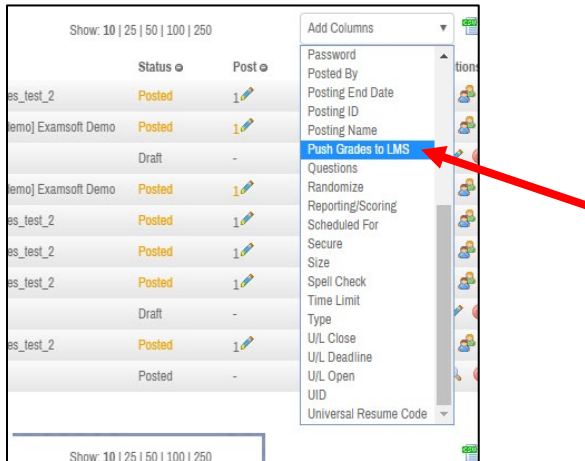 Show: 10 | 25 | 50 | 100 | 250
Add Columns
Status
Post
tions
es_test_2 Posted 1
lemo] Examsoft Demo Posted 1
Draft -
lemo] Examsoft Demo Posted 1
es_test_2 Posted 1
es_test_2 Posted 1
es_test_2 Posted 1
Draft -
es_test_2 Posted 1
Posted -
Password
Posted By
Posting End Date
Posting ID
Posting Name
Push Grades to LMS
Questions
Randomize
Reporting/Scoring
Scheduled For
Secure
Size
Spell Check
Time Limit
Type
U/L Close
U/L Deadline
U/L Open
UID
Universal Resume Code
Show: 10 | 25 | 50 | 100 | 250